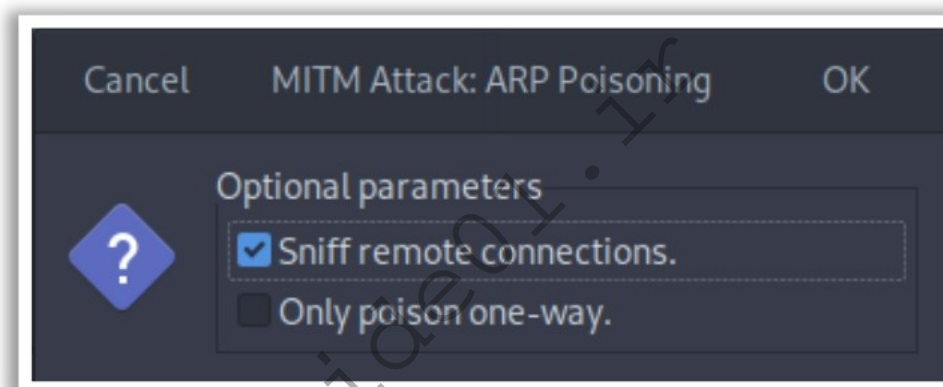 Cancel MITM Attack: ARP Poisoning OK
Optional parameters
?
Sniff remote connections.
Only poison one-way.